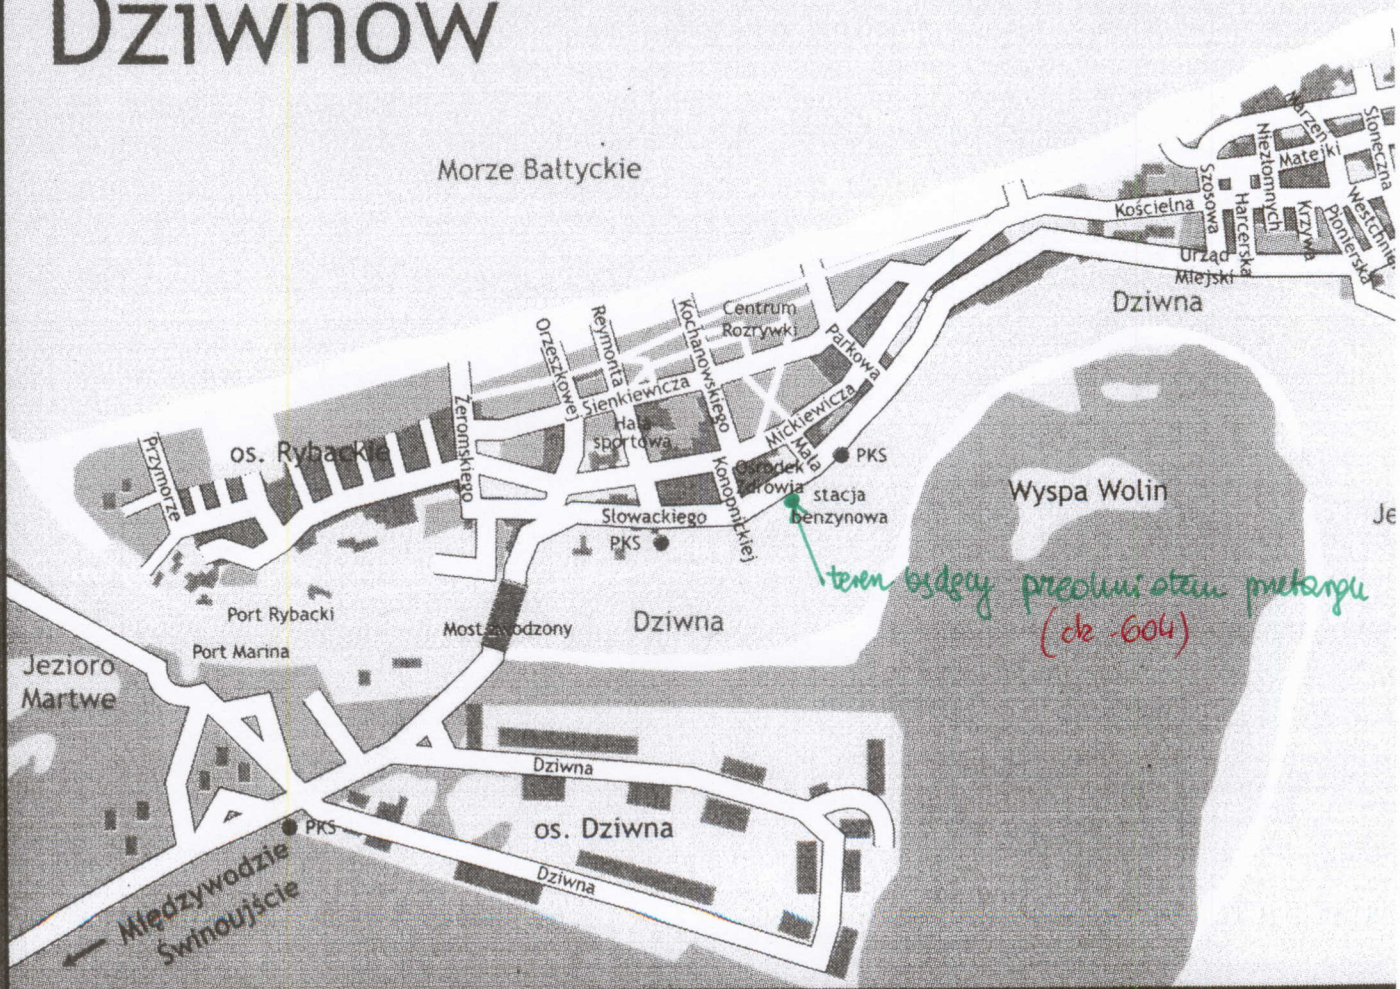 Dziwnów
Morze Bałtyckie
Narzen
Słoneczna
Niezłomnych
Matejki
Szosowa
Kościelna
Harcerska
Krzywa
Pionierska
Urząd
Miejski
Dziwna
Centrum
Rozrywki
Kochanowskiego
Reymonta
Orzeszkowej
Parkowa
Sienkiewicza
Żeromskiego
Hala
sportowa
Mickiewicza
Mała
os. Rybackie
Przymorze
PKS
Ośrodek
Zdrowia
Konopnickiej
stacja
benzynowa
Słowackiego
PKS
Wyspa Wolin
Je
teren będący przedmiotem przetargu
(dz -604)
Port Rybacki
Most zwodzony
Dziwna
Port Marina
Jezioro
Martwe
Dziwna
os. Dziwna
PKS
Dziwna
Międzywodzie
Świnoujście